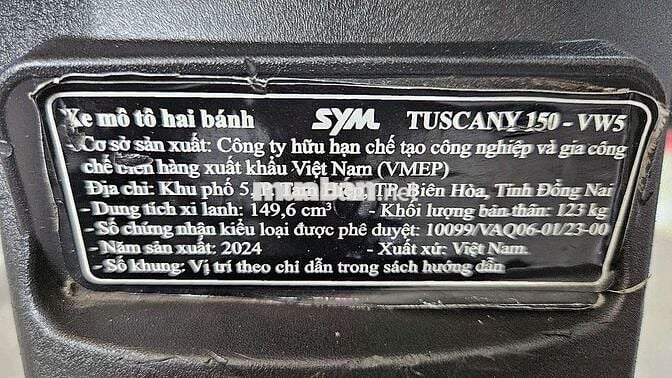 Xe mô tô hai bánh SYM TUSCANY 150 - VW5
- Cơ sở sản xuất: Công ty hữu hạn chế tạo công nghiệp và gia công
chế biến hàng xuất khẩu Việt Nam (VMEP)
Địa chỉ: Khu phố 5, TP. Biên Hòa, Tỉnh Đồng Nai
- Dung tích xi lanh: 149,6 cm³ - Khối lượng bản thân: 123 kg
- Số chứng nhận kiểu loại được phê duyệt: 10099/VAQ06-01/23-00
- Năm sản xuất: 2024 - Xuất xứ: Việt Nam
- Số khung: Vị trí theo chỉ dẫn trong sách hướng dẫn